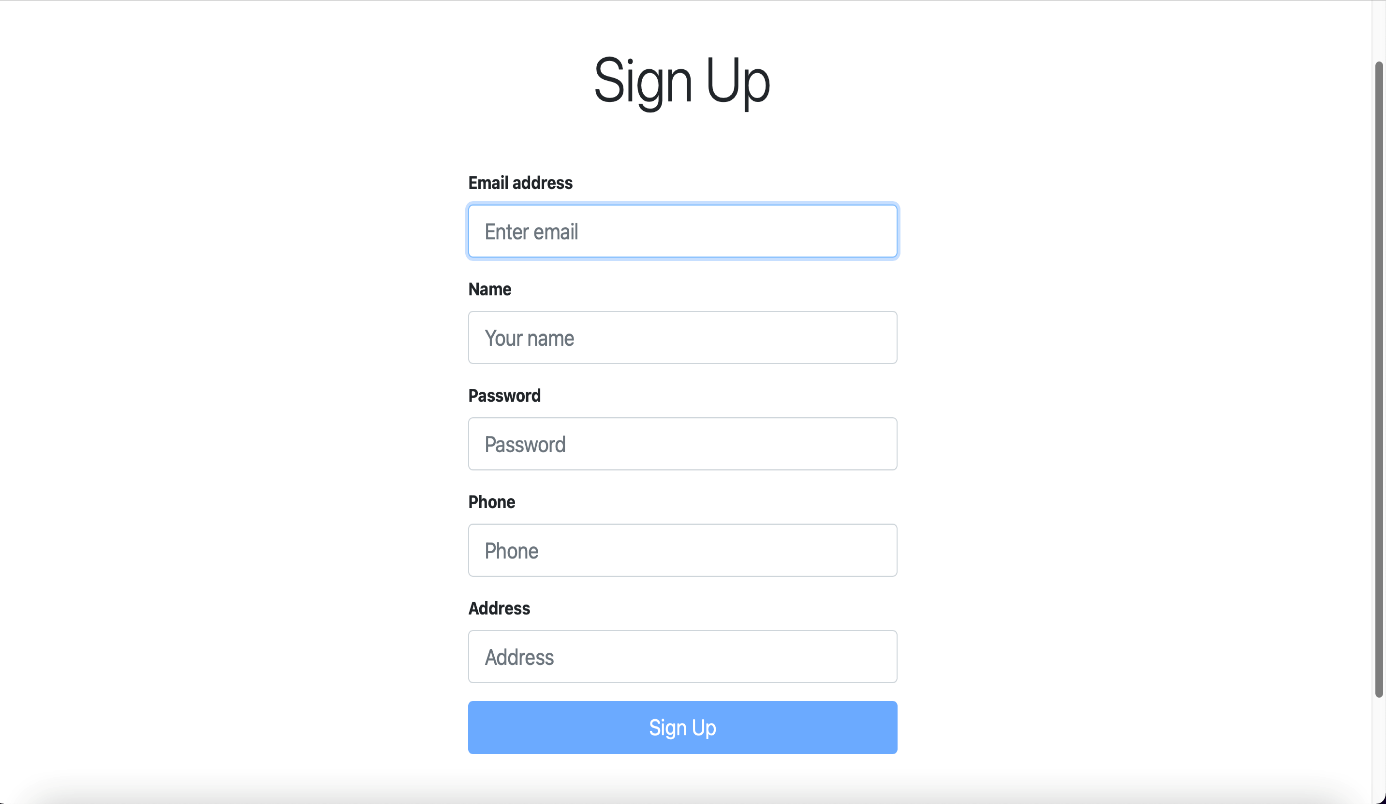 Sign Up
Email address
Enter email
Name
Your name
Password
Password
Phone
Phone
Address
Address
Sign Up